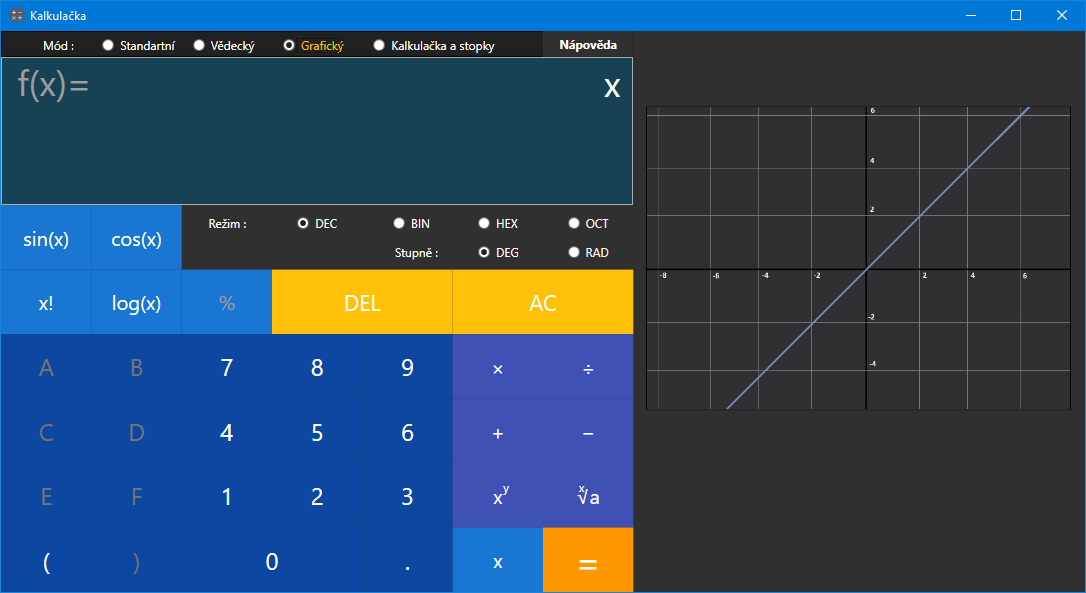 Kalkulačka
Mód : Standartní Vědecký Grafický Kalkulačka a stopky Nápověda
f(x)= x
sin(x) cos(x) Režim : DEC BIN HEX OCT
Stupně : DEG RAD
x! log(x) % DEL AC
A B 7 8 9 × ÷
C D 4 5 6 + −
E F 1 2 3 xʸ ˣ√a
( ) 0 . x =
6
4
2
-8 -6 -4 -2 2 4 6
-2
-4